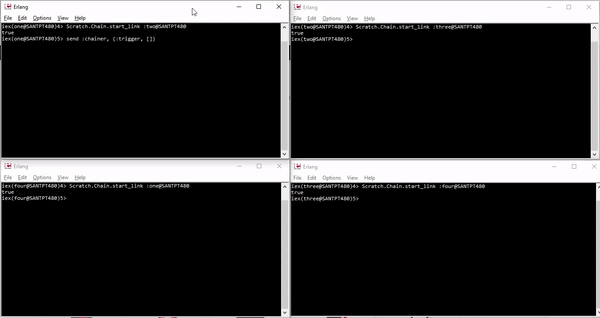 Erlang
File Edit Options View Help
iex(one@SANTPT480)4> Scratch.Chain.start_link :two@SANTPT480
true
iex(one@SANTPT480)5> send :chainer, {:trigger, []}
Erlang
File Edit Options View Help
iex(two@SANTPT480)4> Scratch.Chain.start_link :three@SANTPT480
true
iex(two@SANTPT480)5>
Erlang
File Edit Options View Help
iex(four@SANTPT480)4> Scratch.Chain.start_link :one@SANTPT480
true
iex(four@SANTPT480)5>
Erlang
File Edit Options View Help
iex(three@SANTPT480)4> Scratch.Chain.start_link :four@SANTPT480
true
iex(three@SANTPT480)5>